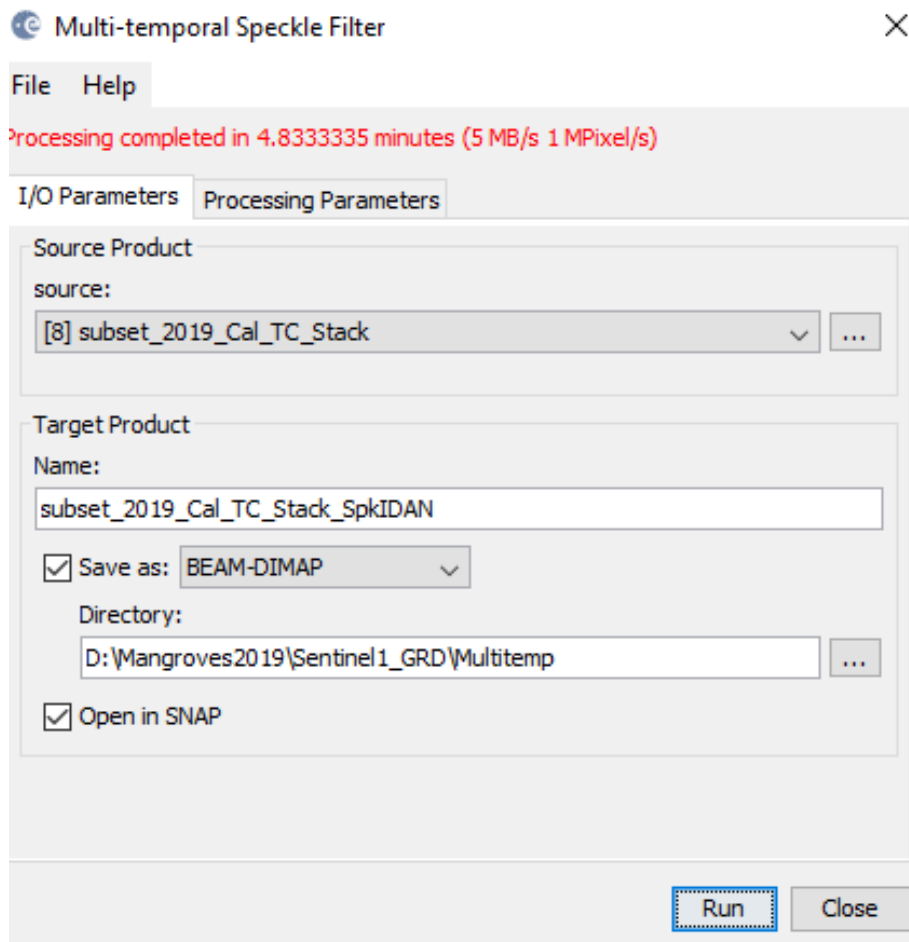 Multi-temporal Speckle Filter
File Help
Processing completed in 4.8333335 minutes (5 MB/s 1 MPixel/s)
I/O Parameters Processing Parameters
Source Product
source:
[8] subset_2019_Cal_TC_Stack ...
Target Product
Name:
subset_2019_Cal_TC_Stack_SpkIDAN
Save as: BEAM-DIMAP
Directory:
D:\Mangroves2019\Sentinel1_GRD\Multitemp ...
Open in SNAP
Run Close